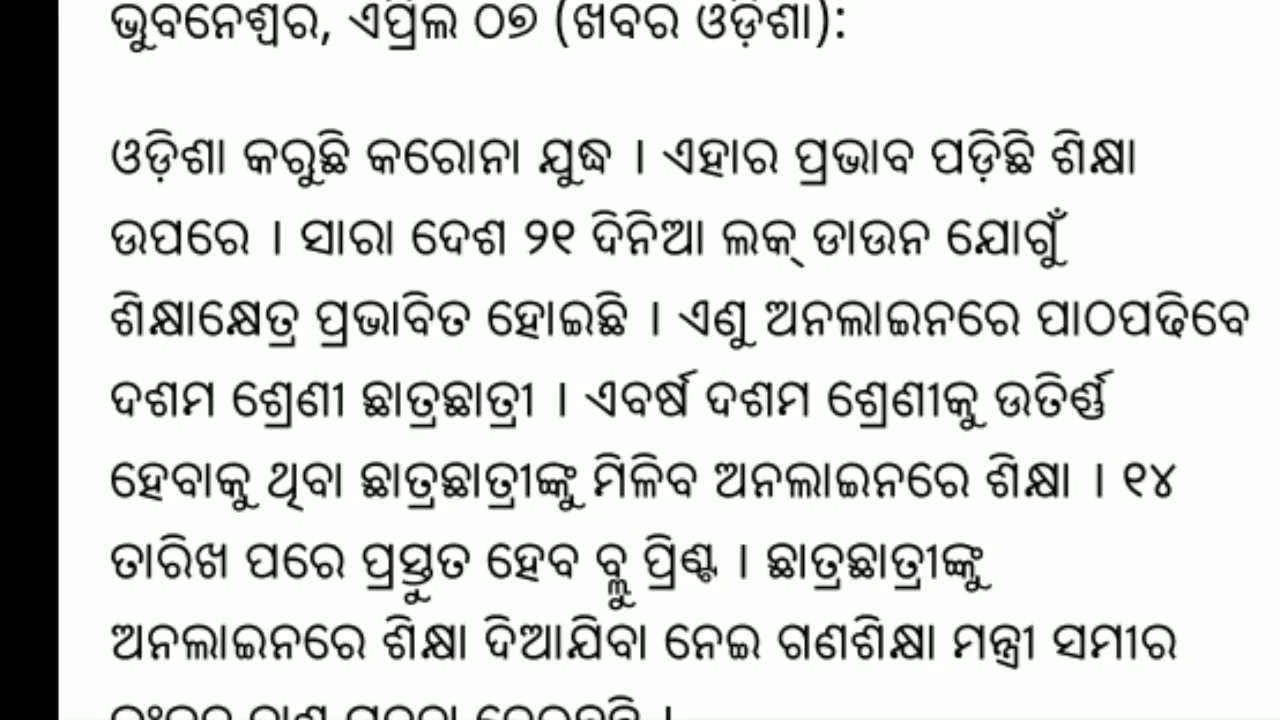 ଭୁବନେଶ୍ୱର, ଏପ୍ରିଲ ୦୭ (ଖବର ଓଡ଼ିଶା):
ଓଡ଼ିଶା କରୁଛି କରୋନା ଯୁଦ୍ଧ । ଏହାର ପ୍ରଭାବ ପଡ଼ିଛି ଶିକ୍ଷା
ଉପରେ । ସାରା ଦେଶ ୨୧ ଦିନିଆ ଲକ୍ ଡାଉନ ଯୋଗୁଁ
ଶିକ୍ଷାକ୍ଷେତ୍ର ପ୍ରଭାବିତ ହୋଇଛି । ଏଣୁ ଅନଲାଇନରେ ପାଠପଢିବେ
ଦଶମ ଶ୍ରେଣୀ ଛାତ୍ରଛାତ୍ରୀ । ଏବର୍ଷ ଦଶମ ଶ୍ରେଣୀକୁ ଉତିର୍ଣ୍ଣ
ହେବାକୁ ଥିବା ଛାତ୍ରଛାତ୍ରୀଙ୍କୁ ମିଳିବ ଅନଲାଇନରେ ଶିକ୍ଷା । ୧୪
ତାରିଖ ପରେ ପ୍ରସ୍ତୁତ ହେବ ବ୍ଲୁ ପ୍ରିଣ୍ଟ । ଛାତ୍ରଛାତ୍ରୀଙ୍କୁ
ଅନଲାଇନରେ ଶିକ୍ଷା ଦିଆଯିବା ନେଇ ଗଣଶିକ୍ଷା ମନ୍ତ୍ରୀ ସମୀର